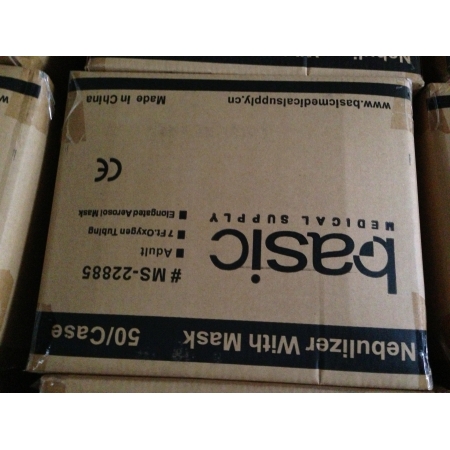 Nebulizer With Mask 50/Case
basic
MEDICAL SUPPLY
#MS-22885
Adult
7 Ft.Oxygen Tubing
Elongated Aerosol Mask
CE
www.basicmedicalsupply.cn
Made In China
Nebulizer